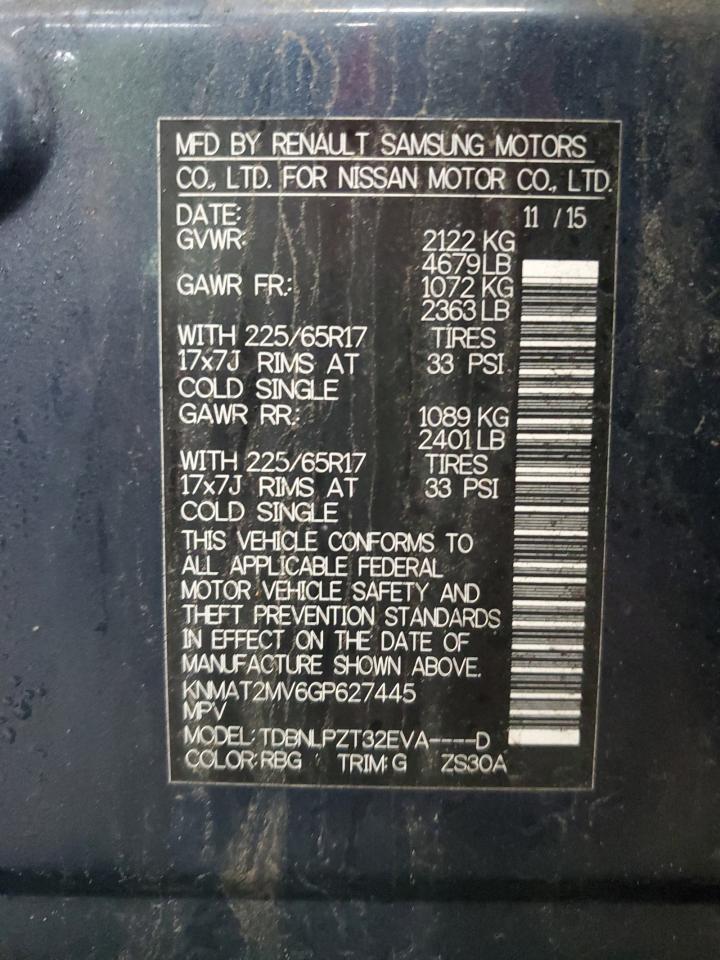 MFD BY RENAULT SAMSUNG MOTORS
CO., LTD. FOR NISSAN MOTOR CO., LTD.
DATE: 11 / 15
GVWR: 2122 KG
4679 LB
GAWR FR.: 1072 KG
2363 LB
WITH 225/65R17 TIRES
17x7J RIMS AT 33 PSI
COLD SINGLE
GAWR RR.: 1089 KG
2401 LB
WITH 225/65R17 TIRES
17x7J RIMS AT 33 PSI
COLD SINGLE
THIS VEHICLE CONFORMS TO
ALL APPLICABLE FEDERAL
MOTOR VEHICLE SAFETY AND
THEFT PREVENTION STANDARDS
IN EFFECT ON THE DATE OF
MANUFACTURE SHOWN ABOVE.
KNMAT2MV6GP627445
MPV
MODEL: TDBNLPZT32EVA----D
COLOR: RBG TRIM: G ZS30A